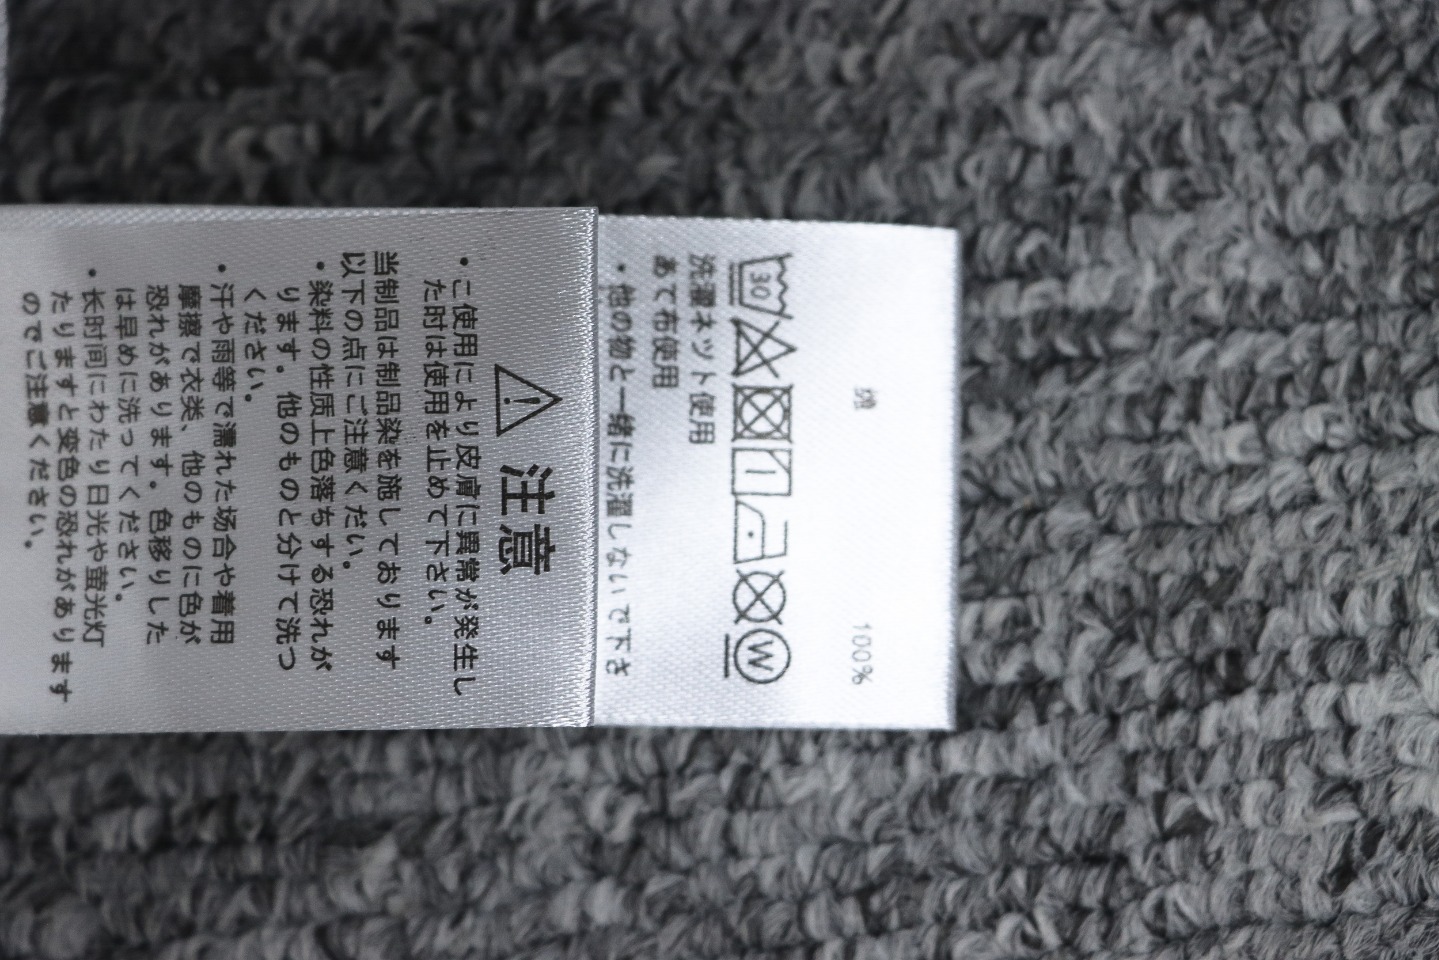 綿 100%
30 W
洗濯ネット使用
あて布使用
・他の物と一緒に洗濯しないで下さ
⚠ 注意
・ご使用により皮膚に異常が発生し
た時は使用を止めて下さい。
当制品は制品染を施しております
以下の点にご注意くだい。
・染料の性质上色落ちする恐れが
ります。他のものと分けて洗っ
ください。
・汗や雨等で濡れた場合や着用
摩擦で衣类、他のものに色が
恐れがあります。色移りした
は早めに洗ってください。
・长时间にわたり日光や萤光灯
たりますと变色の恐れがあります
のでご注意ください。